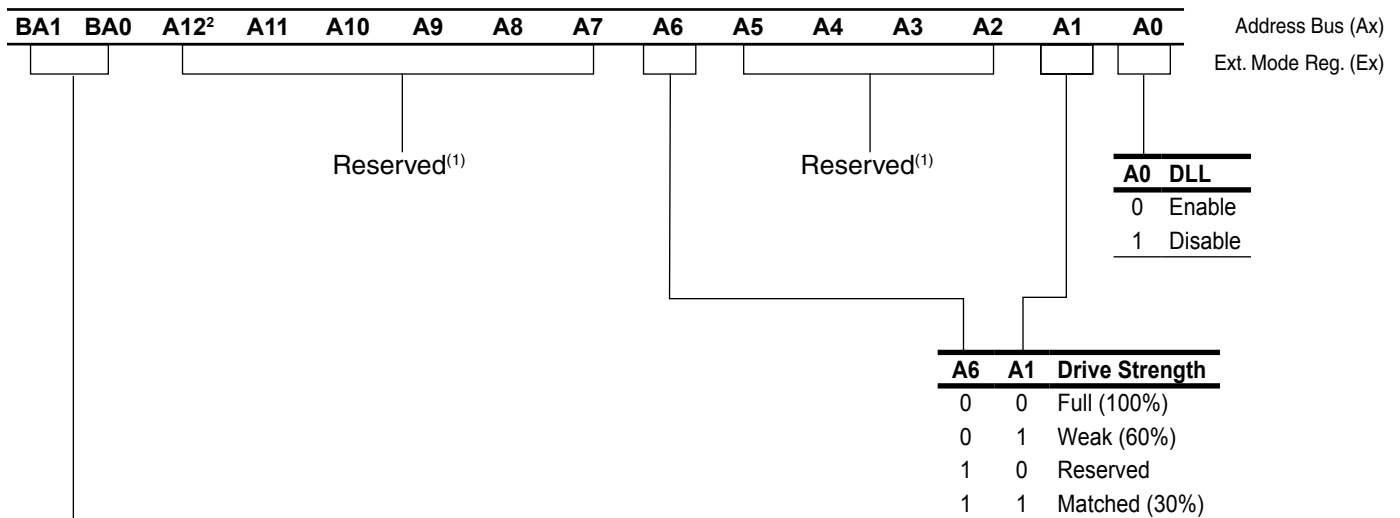 BA1 BA0 A12² A11 A10 A9 A8 A7 A6 A5 A4 A3 A2 A1 A0 Address Bus (Ax)
Ext. Mode Reg. (Ex)
Reserved⁽¹⁾ Reserved⁽¹⁾
A0 DLL
0 Enable
1 Disable
A6 A1 Drive Strength
0 0 Full (100%)
0 1 Weak (60%)
1 0 Reserved
1 1 Matched (30%)